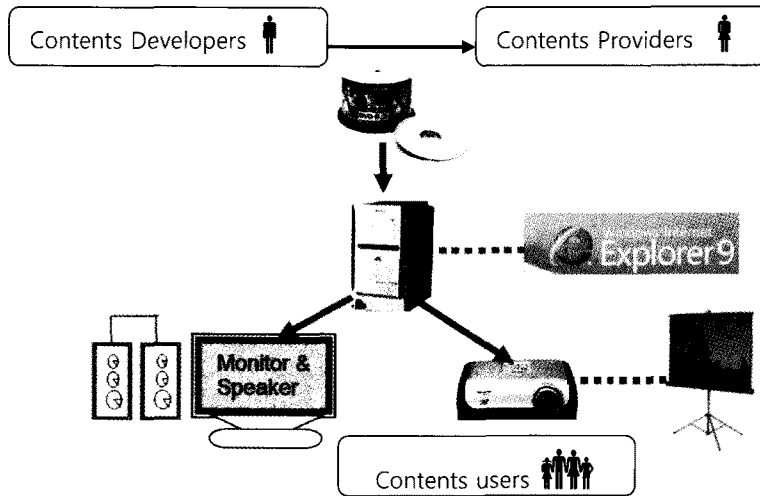 Contents Developers
Contents Providers
Explorer9
Monitor &
Speaker
Contents users